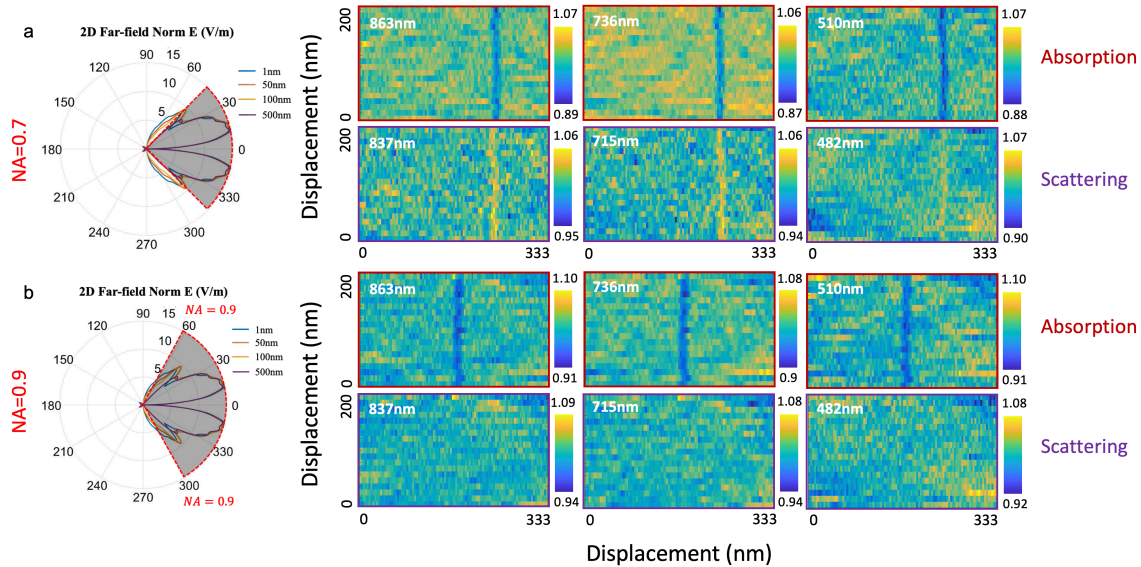 a
2D Far-field Norm E (V/m)
90
15
120
60
10
150
30
5
180
0
210
330
240
300
270
1nm
50nm
100nm
500nm
NA=0.7
Displacement (nm)
200
0
863nm
1.07
0.89
736nm
1.06
0.87
510nm
1.07
0.88
Absorption
200
0
837nm
1.06
0.95
715nm
1.06
0.94
482nm
1.07
0.90
Scattering
0
333
0
333
0
333
b
2D Far-field Norm E (V/m)
NA = 0.9
90
15
120
60
10
150
30
5
180
0
210
330
240
300
270
NA = 0.9
1nm
50nm
100nm
500nm
NA=0.9
Displacement (nm)
200
0
863nm
1.10
0.91
736nm
1.08
0.9
510nm
1.10
0.91
Absorption
200
0
837nm
1.09
0.94
715nm
1.08
0.94
482nm
1.08
0.92
Scattering
0
333
0
333
0
333
Displacement (nm)